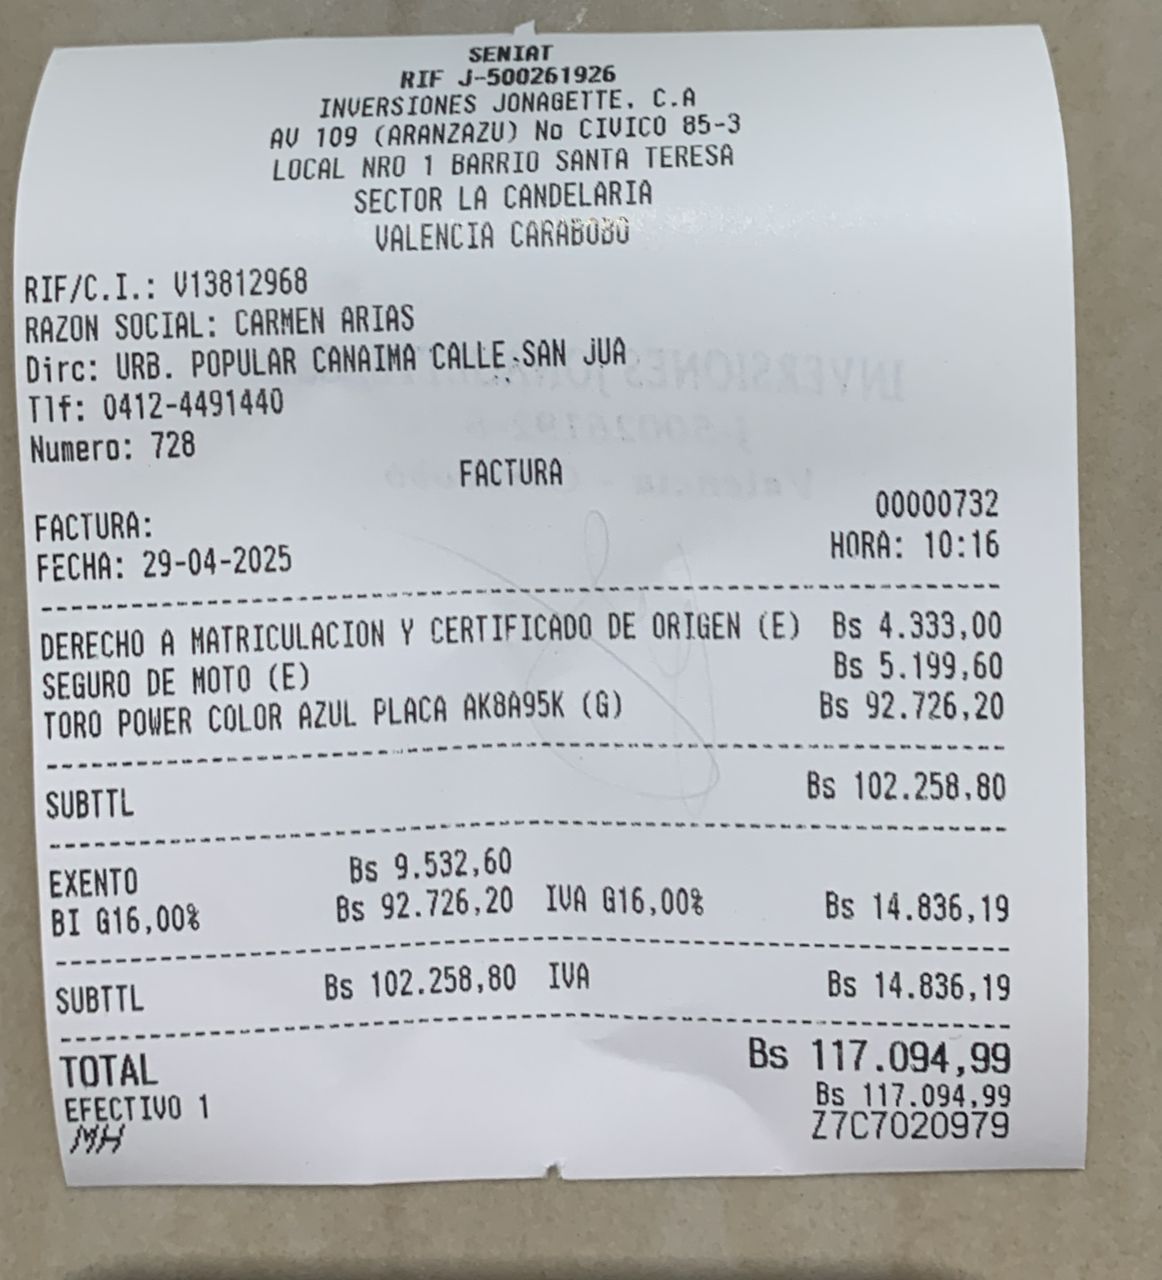 SENIAT
RIF J-500261926
INVERSIONES JONAGETTE, C.A
AV 109 (ARANZAZU) No CIVICO 85-3
LOCAL NRO 1 BARRIO SANTA TERESA
SECTOR LA CANDELARIA
VALENCIA CARABOBO
RIF/C.I.: V13812968
RAZON SOCIAL: CARMEN ARIAS
Dirc: URB. POPULAR CANAIMA CALLE SAN JUA
Tlf: 0412-4491440
Numero: 728
FACTURA
FACTURA: 00000732
FECHA: 29-04-2025 HORA: 10:16
DERECHO A MATRICULACION Y CERTIFICADO DE ORIGEN (E) Bs 4.333,00
SEGURO DE MOTO (E) Bs 5.199,60
TORO POWER COLOR AZUL PLACA AK8A95K (G) Bs 92.726,20
SUBTTL Bs 102.258,80
EXENTO Bs 9.532,60
BI G16,00% Bs 92.726,20 IVA G16,00% Bs 14.836,19
SUBTTL Bs 102.258,80 IVA Bs 14.836,19
TOTAL Bs 117.094,99
EFECTIVO 1 Bs 117.094,99
MH Z7C7020979